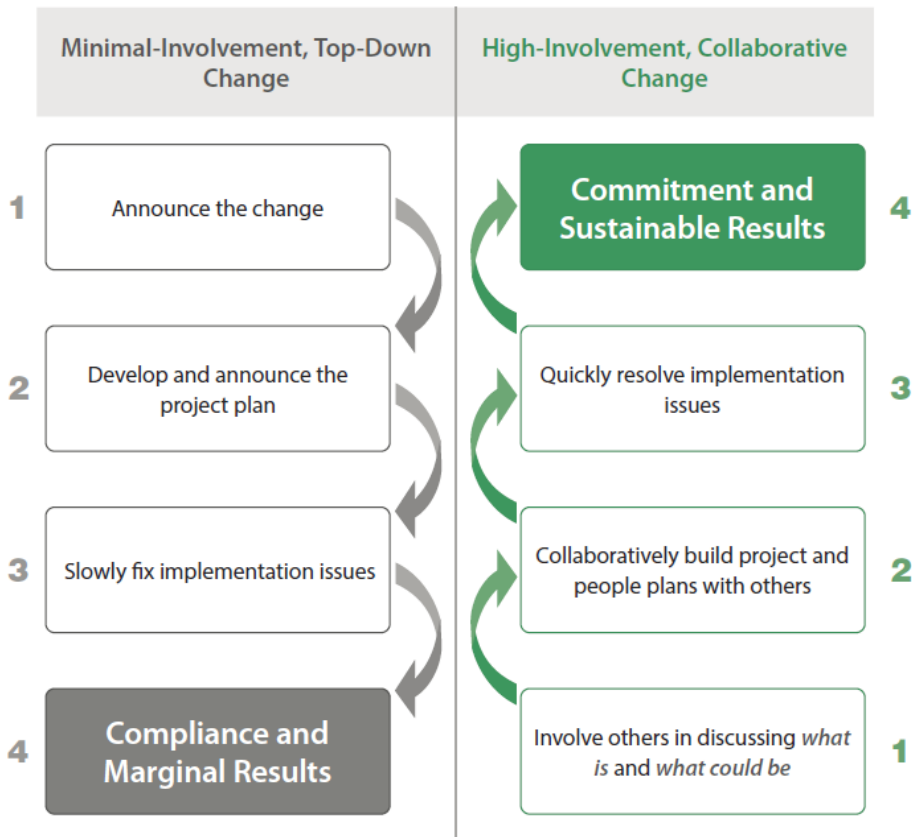 Minimal-Involvement, Top-Down
Change
1
Announce the change
2
Develop and announce the
project plan
3
Slowly fix implementation issues
4
Compliance and
Marginal Results
High-Involvement, Collaborative
Change
Commitment and
Sustainable Results
4
Quickly resolve implementation
issues
3
Collaboratively build project and
people plans with others
2
Involve others in discussing what
is and what could be
1